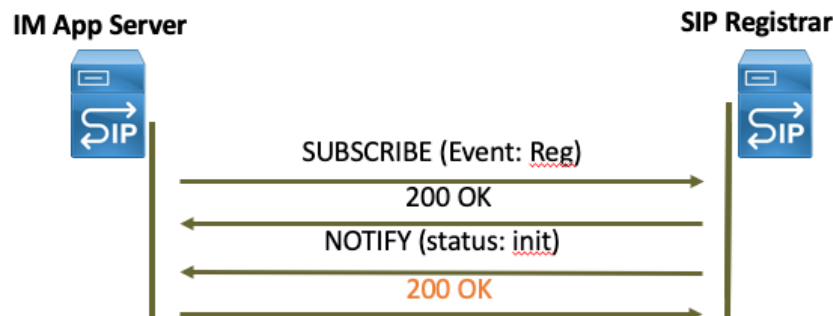 IM App Server
SIP Registrar
SIP
SIP
SUBSCRIBE (Event: Reg)
200 OK
NOTIFY (status: init)
200 OK